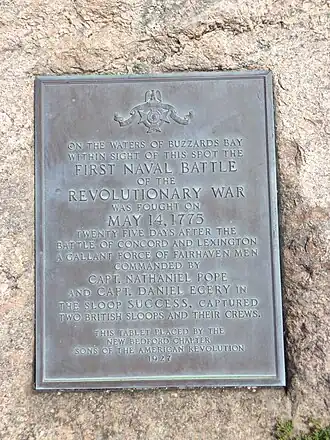 ON THE WATERS OF BUZZARDS BAY
WITHIN SIGHT OF THIS SPOT THE
FIRST NAVAL BATTLE
OF THE
REVOLUTIONARY WAR
WAS FOUGHT ON
MAY 14, 1775
TWENTY FIVE DAYS AFTER THE
BATTLE OF CONCORD AND LEXINGTON
A GALLANT FORCE OF FAIRHAVEN MEN
COMMANDED BY
CAPT. NATHANIEL POPE
AND CAPT. DANIEL EGERY IN
THE SLOOP SUCCESS, CAPTURED
TWO BRITISH SLOOPS AND THEIR CREWS.
THIS TABLET PLACED BY THE
NEW BEDFORD CHAPTER
SONS OF THE AMERICAN REVOLUTION
1927